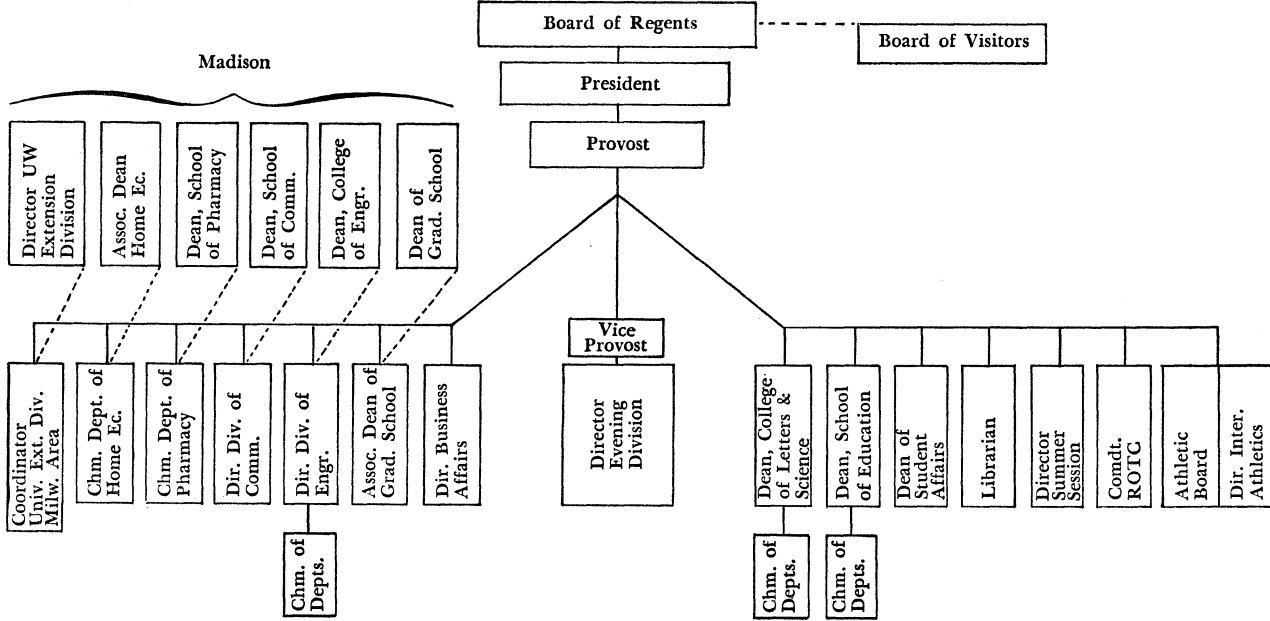 Board of Regents
Board of Visitors
Madison
President
Provost
Director UW
Extension
Division
Assoc. Dean
Home Ec.
Dean, School
of Pharmacy
Dean, School
of Comm.
Dean, College
of Engr.
Dean of
Grad. School
Vice
Provost
Coordinator
Univ. Ext. Div.
Milw. Area
Chm. Dept. of
Home Ec.
Chm. Dept. of
Pharmacy
Dir. Div. of
Comm.
Dir. Div. of
Engr.
Assoc. Dean of
Grad. School
Dir. Business
Affairs
Director
Evening
Division
Dean, College
of Letters &
Science
Dean, School
of Education
Dean of
Student
Affairs
Librarian
Director
Summer
Session
Comdt.
ROTC
Athletic
Board
Dir. Inter.
Athletics
Chm. of
Depts.
Chm. of
Depts.
Chm. of
Depts.